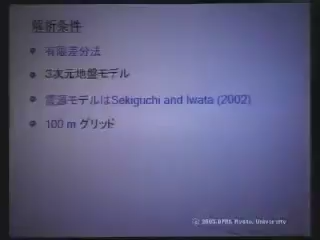 解析条件
有限差分法
3次元地盤モデル
震源モデルはSekiguchi and Iwata (2002)
100 m グリッド
© 2005 DPRI, Kyoto University